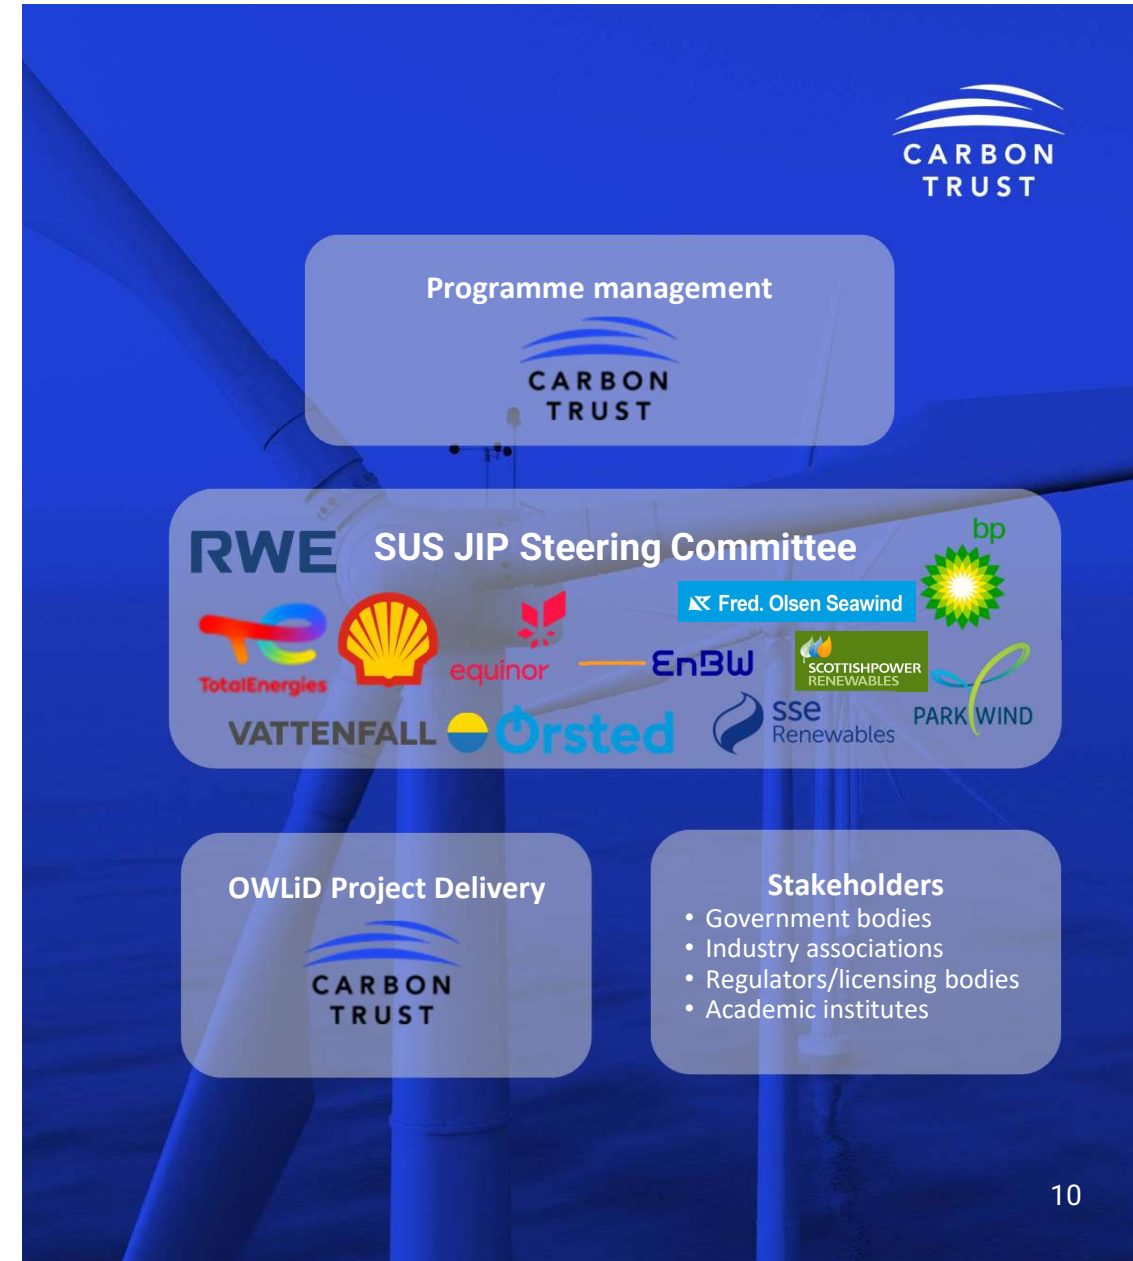 CARBON
TRUST
Programme management
CARBON
TRUST
SUS JIP Steering Committee
RWE
bp
Fred. Olsen Seawind
TotalEnergies
equinor
EnBW
SCOTTISHPOWER
RENEWABLES
PARKWIND
VATTENFALL
Ørsted
sse
Renewables
OWLiD Project Delivery
CARBON
TRUST
Stakeholders
• Government bodies
• Industry associations
• Regulators/licensing bodies
• Academic institutes
10